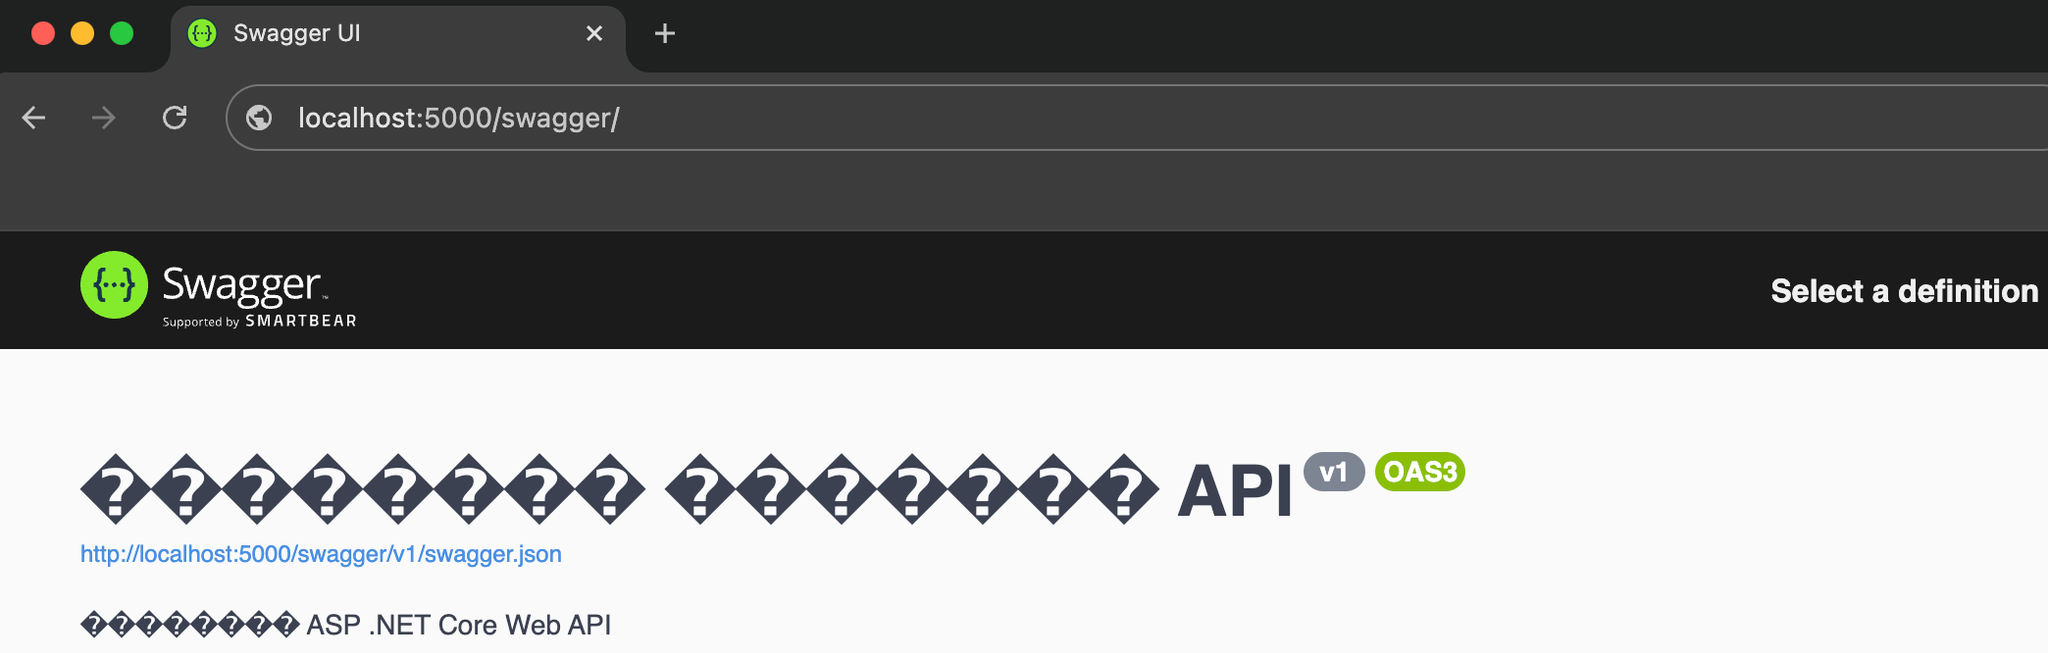 Swagger UI
localhost:5000/swagger/
Swagger
Supported by SMARTBEAR
Select a definition
�������� ������� API v1 OAS3
http://localhost:5000/swagger/v1/swagger.json
�������� ASP .NET Core Web API